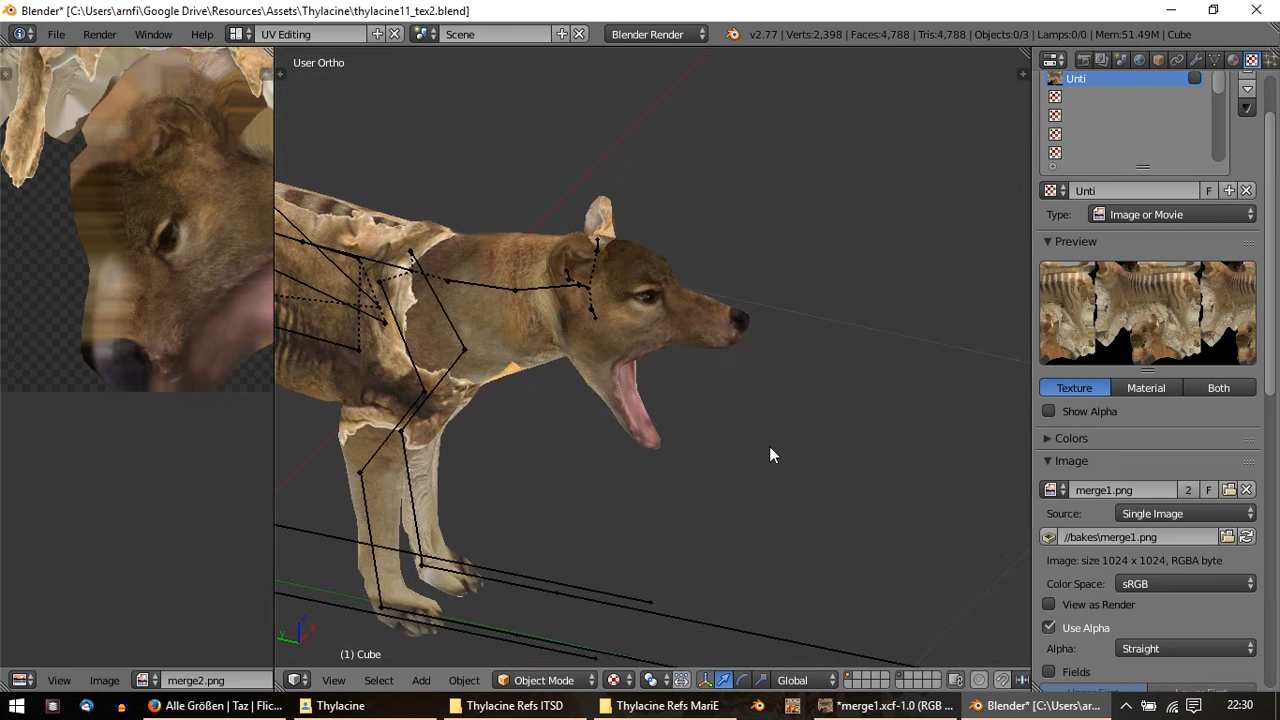 Blender* [C:\Users\arnfi\Google Drive\Resources\Assets\Thylacine\thylacine11_tex2.blend]
File Render Window Help UV Editing Scene Blender Render v2.77 | Verts:2,398 | Faces:4,788 | Tris:4,788 | Objects:0/3 | Lamps:0/0 | Mem:51.49M | Cube
User Ortho
Unti
Unti F
Type: Image or Movie
Preview
Texture Material Both
Show Alpha
Colors
Image
merge1.png 2 F
Source: Single Image
//bakes\merge1.png
Image: size 1024 x 1024, RGBA byte
Color Space: sRGB
View as Render
Use Alpha
Alpha: Straight
Fields
z
y
x
(1) Cube
View Image merge2.png View Select Add Object Object Mode Global
Alle Größen | Taz | Flic... Thylacine Thylacine Refs ITSD Thylacine Refs MariE *merge1.xcf-1.0 (RGB ... Blender* [C:\Users\ar... 22:30